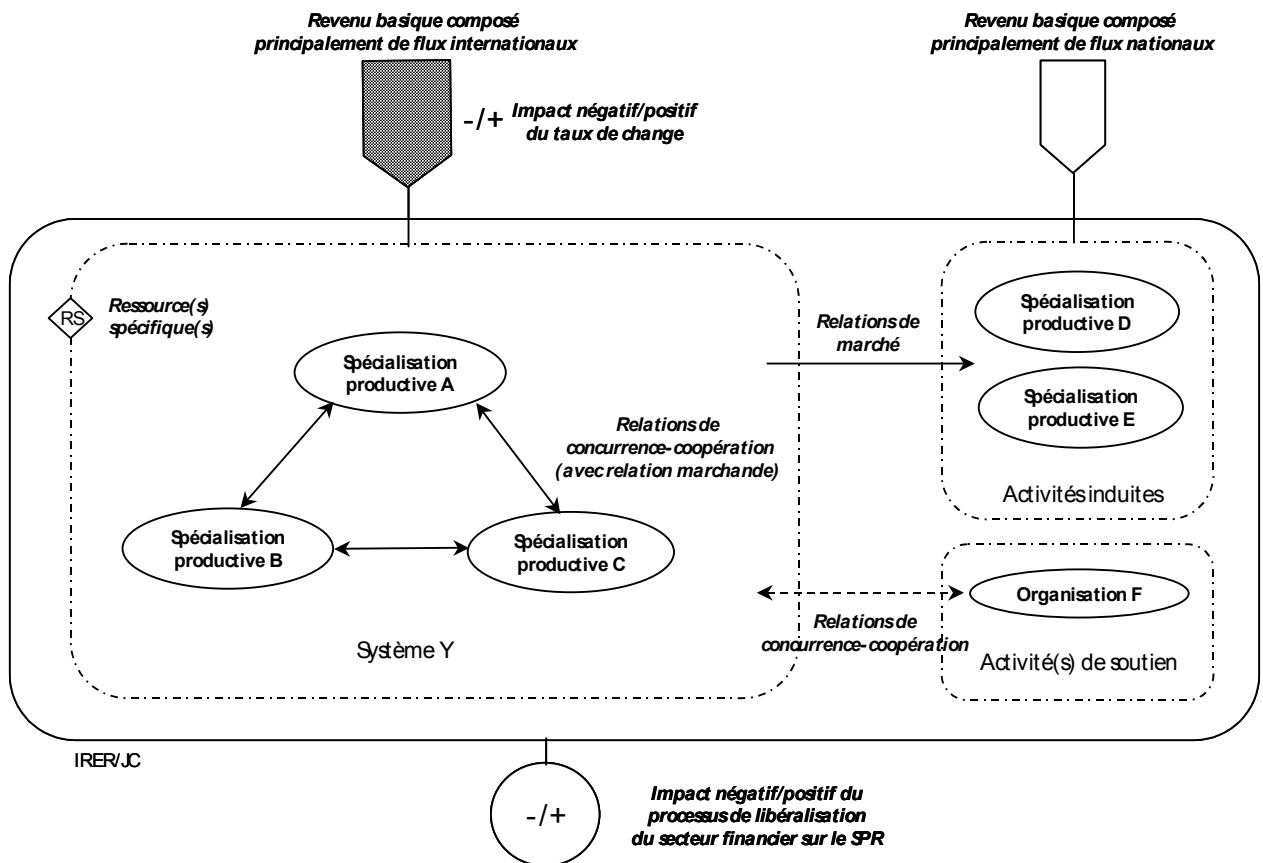 Revenu basique composé
principalement de flux internationaux
Revenu basique composé
principalement de flux nationaux
-/+ Impact négatif/positif
du taux de change
RS
Ressource(s)
spécifique(s)
Spécialisation
productive A
Relations de
concurrence-coopération
(avec relation marchande)
Spécialisation
productive B
Spécialisation
productive C
Système Y
Relations de
marché
Spécialisation
productive D
Spécialisation
productive E
Activités induites
Relations de
concurrence-coopération
Organisation F
Activité(s) de soutien
IRER/JC
-/+
Impact négatif/positif du
processus de libéralisation
du secteur financier sur le SPR